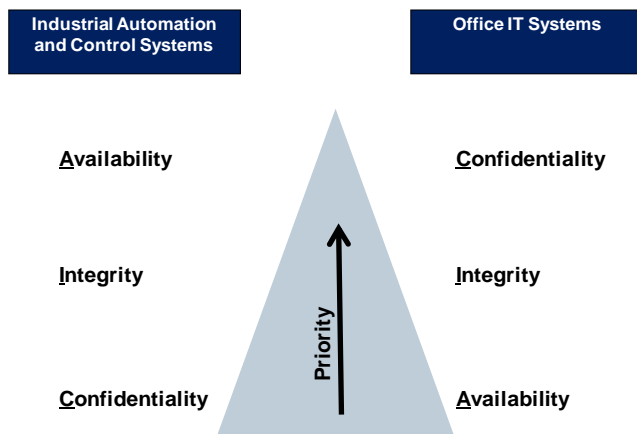 Industrial Automation
and Control Systems
Office IT Systems
Availability
Confidentiality
Integrity
Integrity
Priority
Confidentiality
Availability